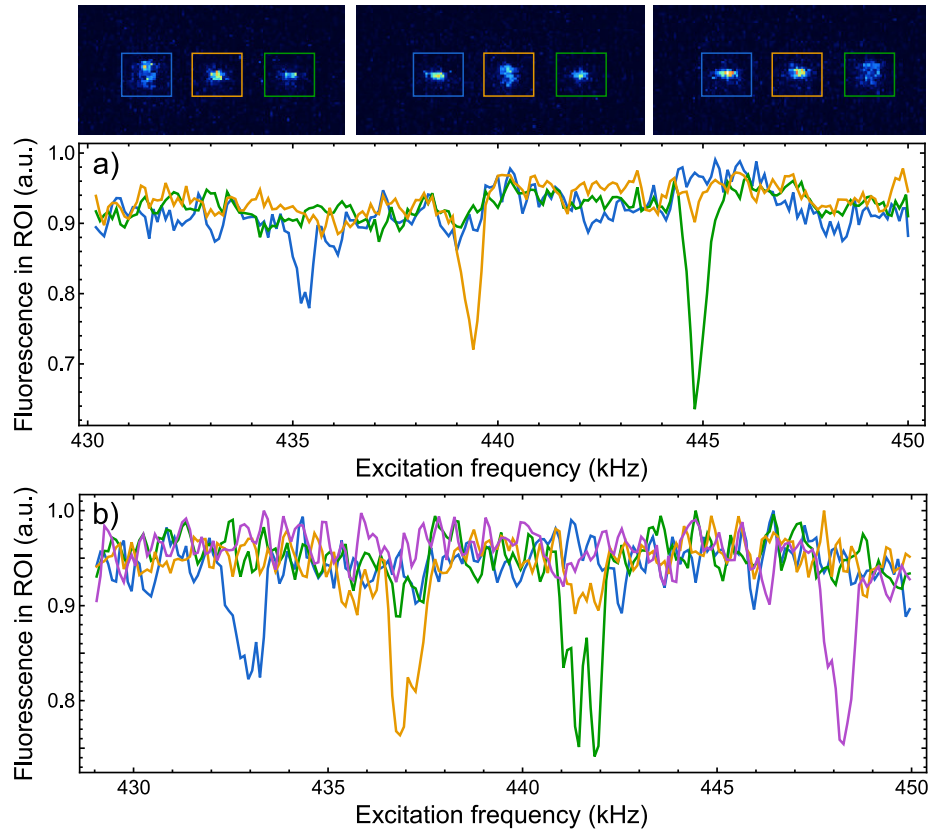 a)
Fluorescence in ROI (a.u.)
1.0
0.9
0.8
0.7
430 435 440 445 450
Excitation frequency (kHz)
b)
Fluorescence in ROI (a.u.)
1.0
0.9
0.8
430 435 440 445 450
Excitation frequency (kHz)